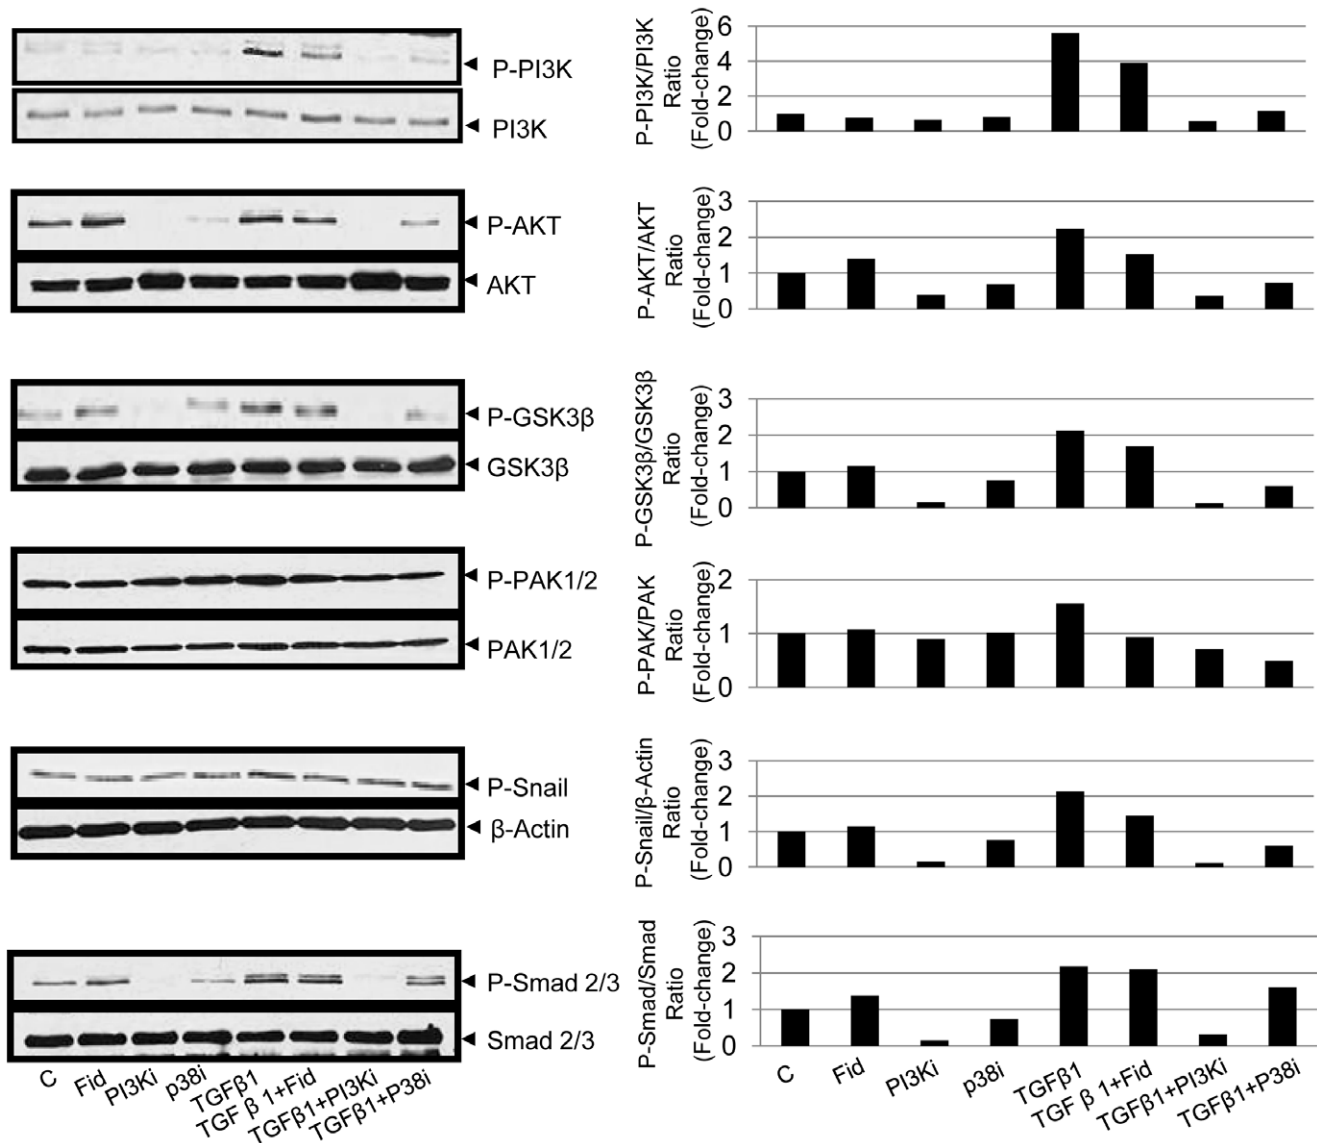 P-PI3K
PI3K
P-AKT
AKT
P-GSK3β
GSK3β
P-PAK1/2
PAK1/2
P-Snail
β-Actin
P-Smad 2/3
Smad 2/3
C Fid PI3Ki p38i TGFβ1 TGF β 1+Fid TGFβ1+PI3Ki TGFβ1+P38i
P-PI3K/PI3K
Ratio
(Fold-change)
6
4
2
0
P-AKT/AKT
Ratio
(Fold-change)
3
2
1
0
P-GSK3β/GSK3β
Ratio
(Fold-change)
3
2
1
0
P-PAK/PAK
Ratio
(Fold-change)
2
1
0
P-Snail/β-Actin
Ratio
(Fold-change)
3
2
1
0
P-Smad/Smad
Ratio
(Fold-change)
3
2
1
0
C Fid PI3Ki p38i TGFβ1 TGF β 1+Fid TGFβ1+PI3Ki TGFβ1+P38i